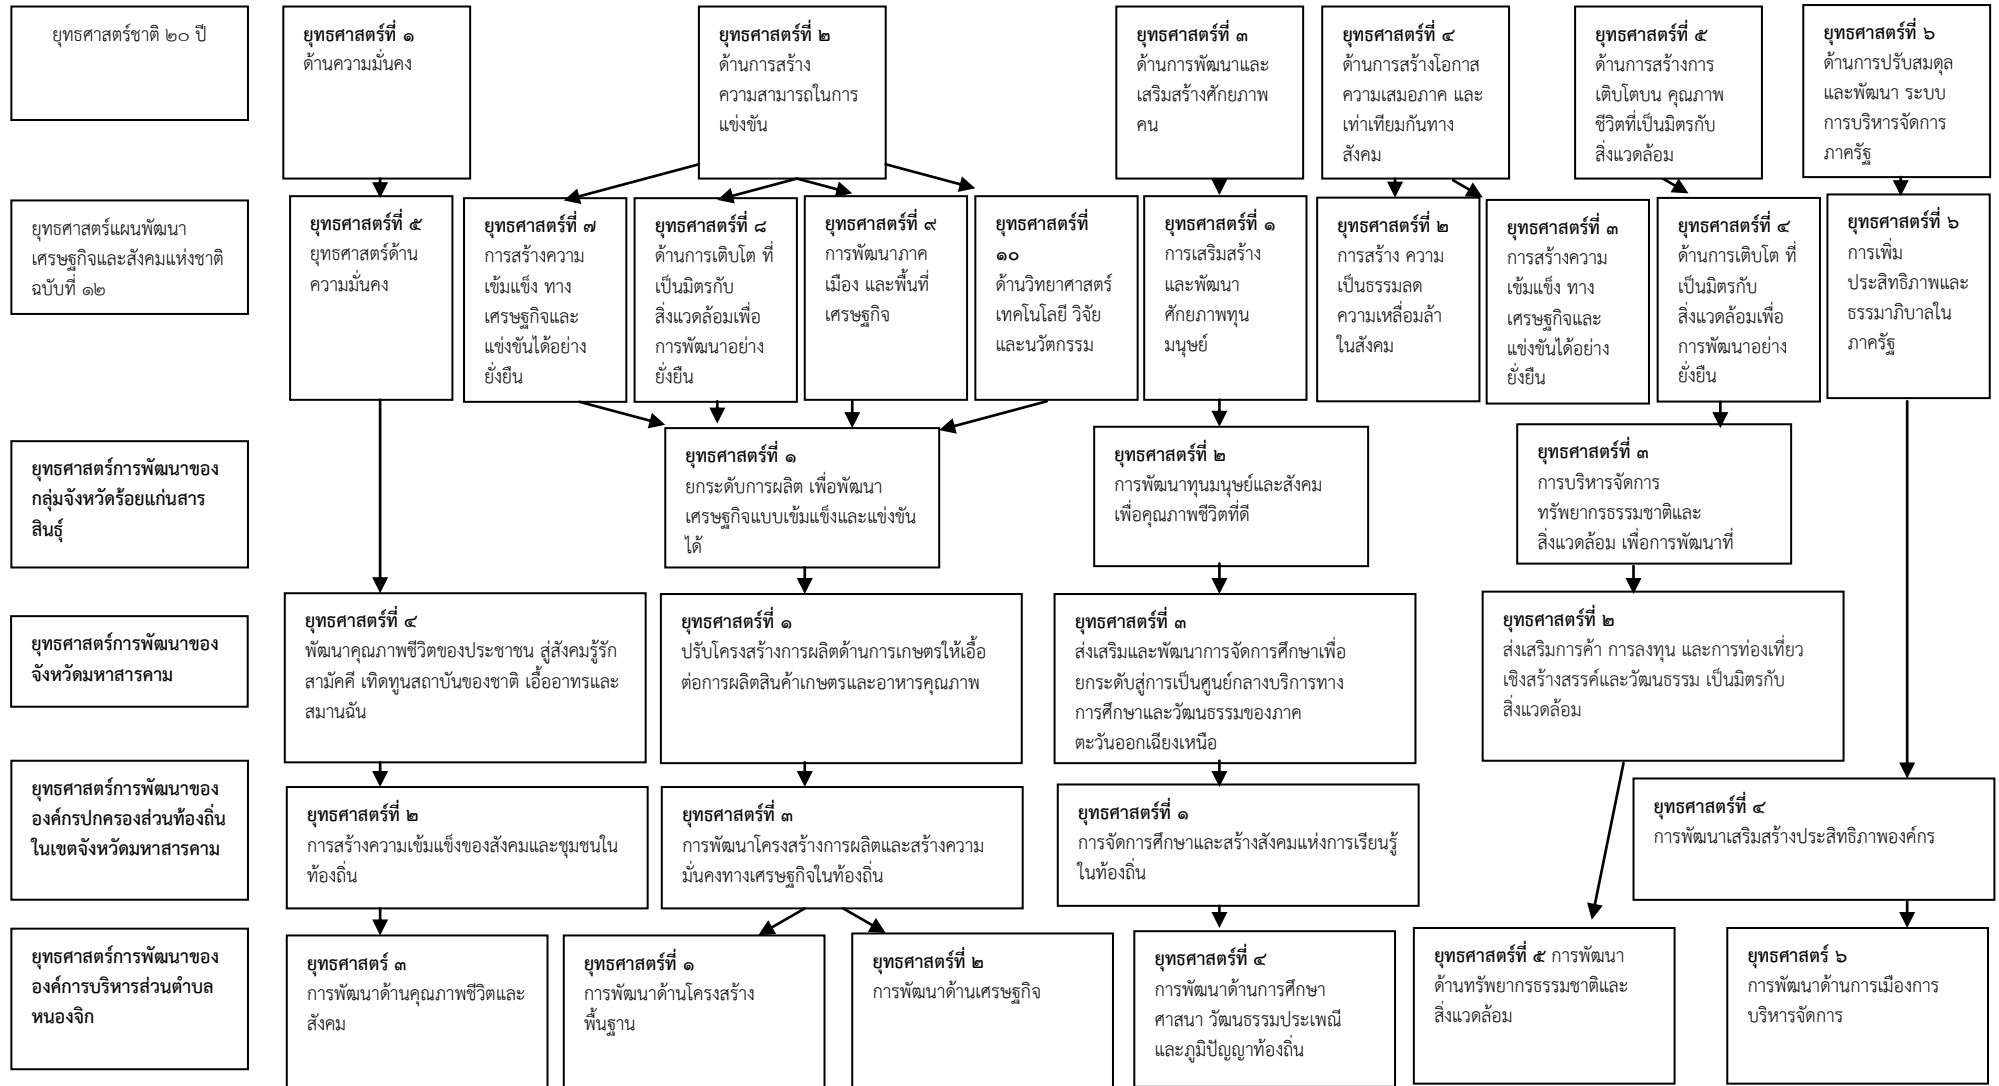 ยุทธศาสตร์ชาติ ๒๐ ปี
ยุทธศาสตร์ที่ ๑
ด้านความมั่นคง
ยุทธศาสตร์ที่ ๒
ด้านการสร้าง
ความสามารถในการ
แข่งขัน
ยุทธศาสตร์ที่ ๓
ด้านการพัฒนาและ
เสริมสร้างศักยภาพ
คน
ยุทธศาสตร์ที่ ๔
ด้านการสร้างโอกาส
ความเสมอภาค และ
เท่าเทียมกันทาง
สังคม
ยุทธศาสตร์ที่ ๕
ด้านการสร้างการ
เติบโตบน คุณภาพ
ชีวิตที่เป็นมิตรกับ
สิ่งแวดล้อม
ยุทธศาสตร์ที่ ๖
ด้านการปรับสมดุล
และพัฒนา ระบบ
การบริหารจัดการ
ภาครัฐ
ยุทธศาสตร์แผนพัฒนา
เศรษฐกิจและสังคมแห่งชาติ
ฉบับที่ ๑๒
ยุทธศาสตร์ที่ ๕
ยุทธศาสตร์ด้าน
ความมั่นคง
ยุทธศาสตร์ที่ ๗
การสร้างความ
เข้มแข็ง ทาง
เศรษฐกิจและ
แข่งขันได้อย่าง
ยั่งยืน
ยุทธศาสตร์ที่ ๘
ด้านการเติบโต ที่
เป็นมิตรกับ
สิ่งแวดล้อมเพื่อ
การพัฒนาอย่าง
ยั่งยืน
ยุทธศาสตร์ที่ ๙
การพัฒนาภาค
เมือง และพื้นที่
เศรษฐกิจ
ยุทธศาสตร์ที่
๑๐
ด้านวิทยาศาสตร์
เทคโนโลยี วิจัย
และนวัตกรรม
ยุทธศาสตร์ที่ ๑
การเสริมสร้าง
และพัฒนา
ศักยภาพทุน
มนุษย์
ยุทธศาสตร์ที่ ๒
การสร้าง ความ
เป็นธรรมลด
ความเหลื่อมล้ำ
ในสังคม
ยุทธศาสตร์ที่ ๓
การสร้างความ
เข้มแข็ง ทาง
เศรษฐกิจและ
แข่งขันได้อย่าง
ยั่งยืน
ยุทธศาสตร์ที่ ๔
ด้านการเติบโต ที่
เป็นมิตรกับ
สิ่งแวดล้อมเพื่อ
การพัฒนาอย่าง
ยั่งยืน
ยุทธศาสตร์ที่ ๖
การเพิ่ม
ประสิทธิภาพและ
ธรรมาภิบาลใน
ภาครัฐ
ยุทธศาสตร์การพัฒนาของ
กลุ่มจังหวัดร้อยแก่นสาร
สินธุ์
ยุทธศาสตร์ที่ ๑
ยกระดับการผลิต เพื่อพัฒนา
เศรษฐกิจแบบเข้มแข็งและแข่งขัน
ได้
ยุทธศาสตร์ที่ ๒
การพัฒนาทุนมนุษย์และสังคม
เพื่อคุณภาพชีวิตที่ดี
ยุทธศาสตร์ที่ ๓
การบริหารจัดการ
ทรัพยากรธรรมชาติและ
สิ่งแวดล้อม เพื่อการพัฒนาที่
ยุทธศาสตร์การพัฒนาของ
จังหวัดมหาสารคาม
ยุทธศาสตร์ที่ ๔
พัฒนาคุณภาพชีวิตของประชาชน สู่สังคมรู้รัก
สามัคคี เทิดทูนสถาบันของชาติ เอื้ออาทรและ
สมานฉัน
ยุทธศาสตร์ที่ ๑
ปรับโครงสร้างการผลิตด้านการเกษตรให้เอื้อ
ต่อการผลิตสินค้าเกษตรและอาหารคุณภาพ
ยุทธศาสตร์ที่ ๓
ส่งเสริมและพัฒนาการจัดการศึกษาเพื่อ
ยกระดับสู่การเป็นศูนย์กลางบริการทาง
การศึกษาและวัฒนธรรมของภาค
ตะวันออกเฉียงเหนือ
ยุทธศาสตร์ที่ ๒
ส่งเสริมการค้า การลงทุน และการท่องเที่ยว
เชิงสร้างสรรค์และวัฒนธรรม เป็นมิตรกับ
สิ่งแวดล้อม
ยุทธศาสตร์การพัฒนาของ
องค์กรปกครองส่วนท้องถิ่น
ในเขตจังหวัดมหาสารคาม
ยุทธศาสตร์ที่ ๒
การสร้างความเข้มแข็งของสังคมและชุมชนใน
ท้องถิ่น
ยุทธศาสตร์ที่ ๓
การพัฒนาโครงสร้างการผลิตและสร้างความ
มั่นคงทางเศรษฐกิจในท้องถิ่น
ยุทธศาสตร์ที่ ๑
การจัดการศึกษาและสร้างสังคมแห่งการเรียนรู้
ในท้องถิ่น
ยุทธศาสตร์ที่ ๔
การพัฒนาเสริมสร้างประสิทธิภาพองค์กร
ยุทธศาสตร์การพัฒนาของ
องค์การบริหารส่วนตำบล
หนองจิก
ยุทธศาสตร์ ๓
การพัฒนาด้านคุณภาพชีวิตและ
สังคม
ยุทธศาสตร์ที่ ๑
การพัฒนาด้านโครงสร้าง
พื้นฐาน
ยุทธศาสตร์ที่ ๒
การพัฒนาด้านเศรษฐกิจ
ยุทธศาสตร์ที่ ๔
การพัฒนาด้านการศึกษา
ศาสนา วัฒนธรรมประเพณี
และภูมิปัญญาท้องถิ่น
ยุทธศาสตร์ที่ ๕ การพัฒนา
ด้านทรัพยากรธรรมชาติและ
สิ่งแวดล้อม
ยุทธศาสตร์ ๖
การพัฒนาด้านการเมืองการ
บริหารจัดการ